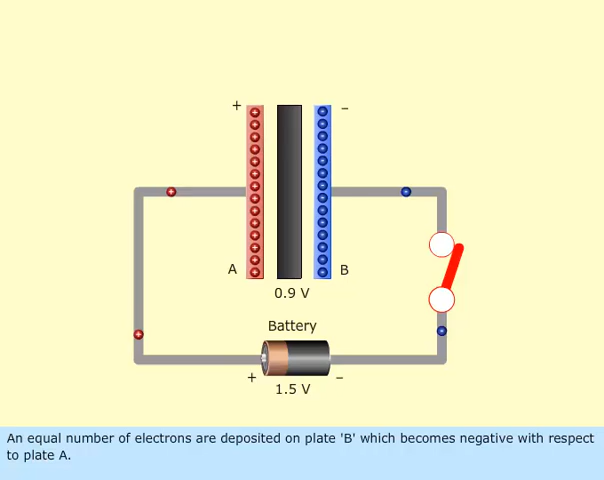 + –
A B
0.9 V
Battery
+ –
1.5 V
An equal number of electrons are deposited on plate 'B' which becomes negative with respect
to plate A.